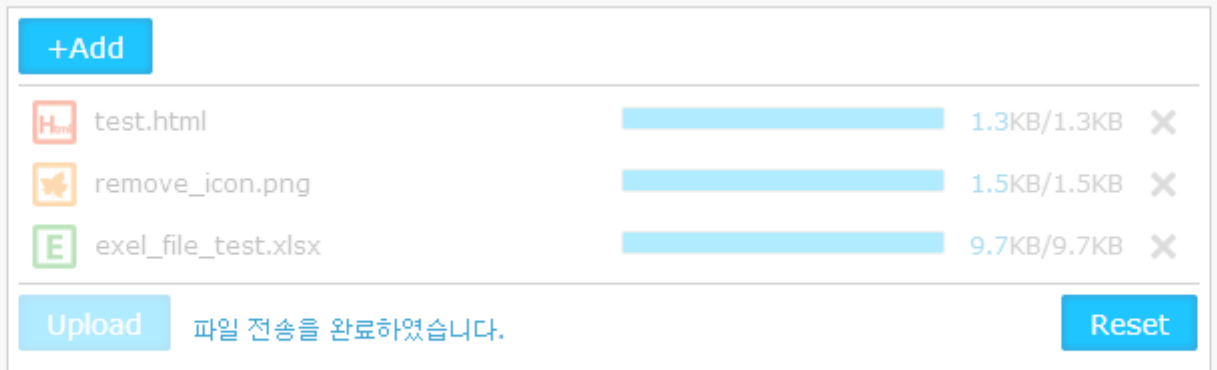 +Add
Html test.html 1.3KB/1.3KB
remove_icon.png 1.5KB/1.5KB
E exel_file_test.xlsx 9.7KB/9.7KB
Upload 파일 전송을 완료하였습니다. Reset